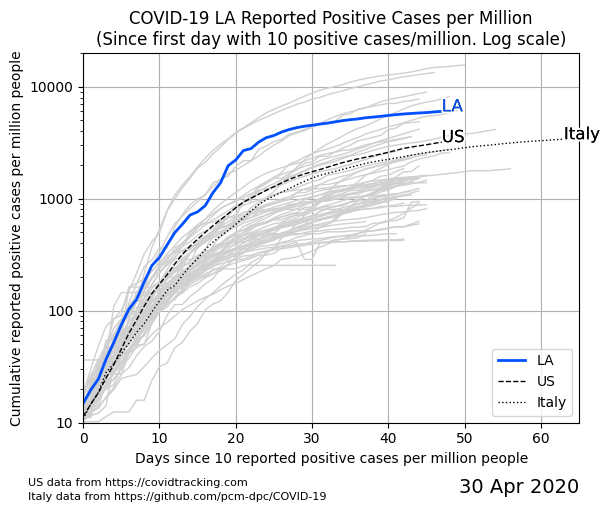 COVID-19 LA Reported Positive Cases per Million
(Since first day with 10 positive cases/million. Log scale)
Cumulative reported positive cases per million people
10000
1000
100
10
LA
US
Italy
LA
US
Italy
0 10 20 30 40 50 60
Days since 10 reported positive cases per million people
US data from https://covidtracking.com
Italy data from https://github.com/pcm-dpc/COVID-19
30 Apr 2020